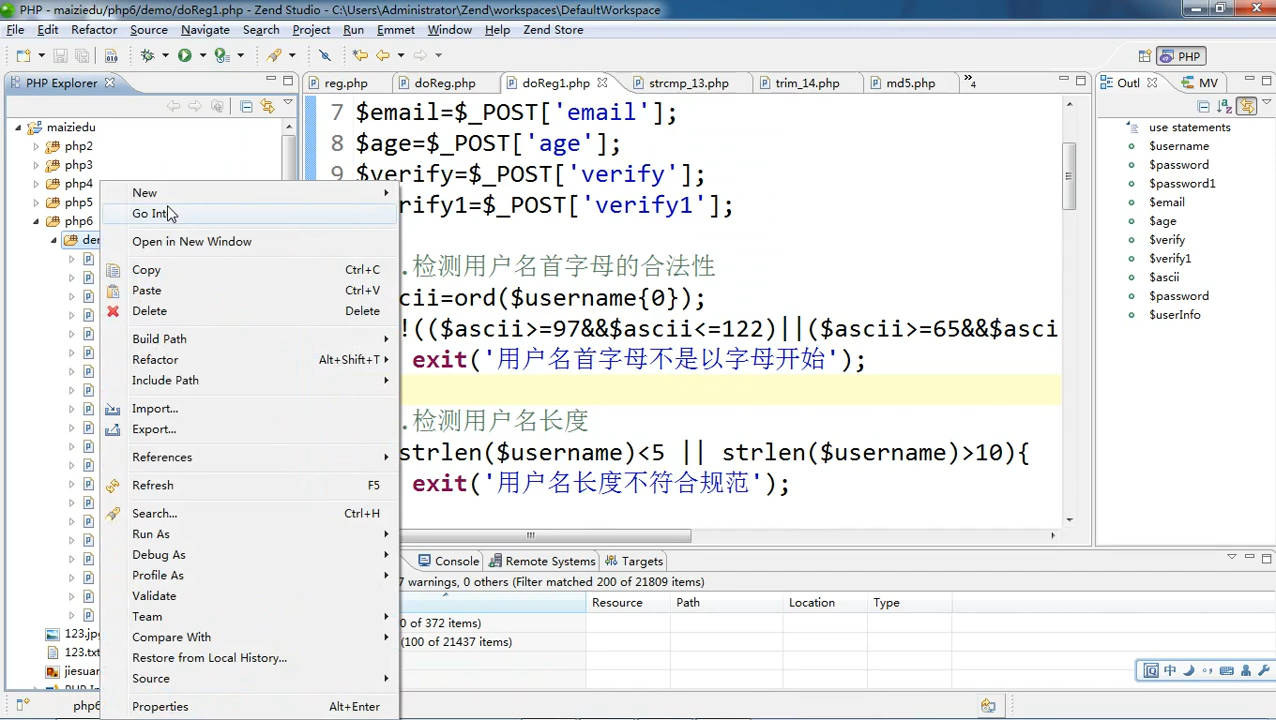 PHP - maiziedu/php6/demo/doReg1.php - Zend Studio - C:\Users\Administrator\Zend\workspaces\DefaultWorkspace
File Edit Refactor Source Navigate Search Project Run Emmet Window Help Zend Store
PHP
PHP Explorer
reg.php doReg.php doReg1.php strcmp_13.php trim_14.php md5.php »4
Outl MV
maiziedu
php2
php3
php4
php5
php6
7 $email=$_POST['email'];
8 $age=$_POST['age'];
9 $verify=$_POST['verify'];
rify1=$_POST['verify1'];
.检测用户名首字母的合法性
cii=ord($username{0});
!(($ascii>=97&&$ascii<=122)||($ascii>=65&&$asci
exit('用户名首字母不是以字母开始');
.检测用户名长度
strlen($username)<5 || strlen($username)>10){
exit('用户名长度不符合规范');
New
Go Int
Open in New Window
Copy Ctrl+C
Paste Ctrl+V
Delete Delete
Build Path
Refactor Alt+Shift+T
Include Path
Import...
Export...
References
Refresh F5
Search... Ctrl+H
Run As
Debug As
Profile As
Validate
Team
Compare With
Restore from Local History...
Source
Properties Alt+Enter
123.jpg
123.txt
jiesuan
use statements
$username
$password
$password1
$email
$age
$verify
$verify1
$ascii
$password
$userInfo
Console Remote Systems Targets
7 warnings, 0 others (Filter matched 200 of 21809 items)
Resource Path Location Type
0 of 372 items)
(100 of 21437 items)
中
php6